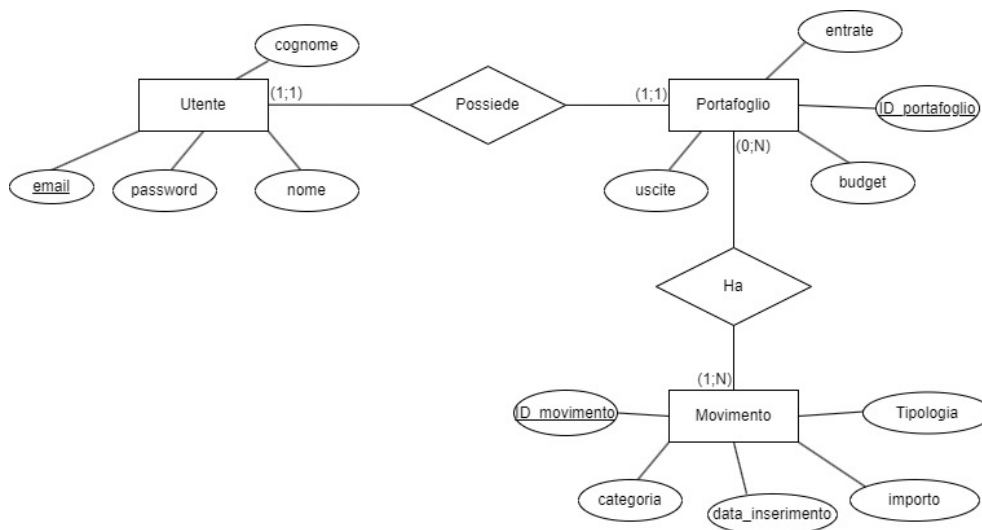 entrate
cognome
Utente
(1;1)
Possiede
(1;1)
Portafoglio
ID_portafoglio
(0;N)
email
password
nome
uscite
budget
Ha
(1;N)
ID_movimento
Movimento
Tipologia
categoria
data_inserimento
importo